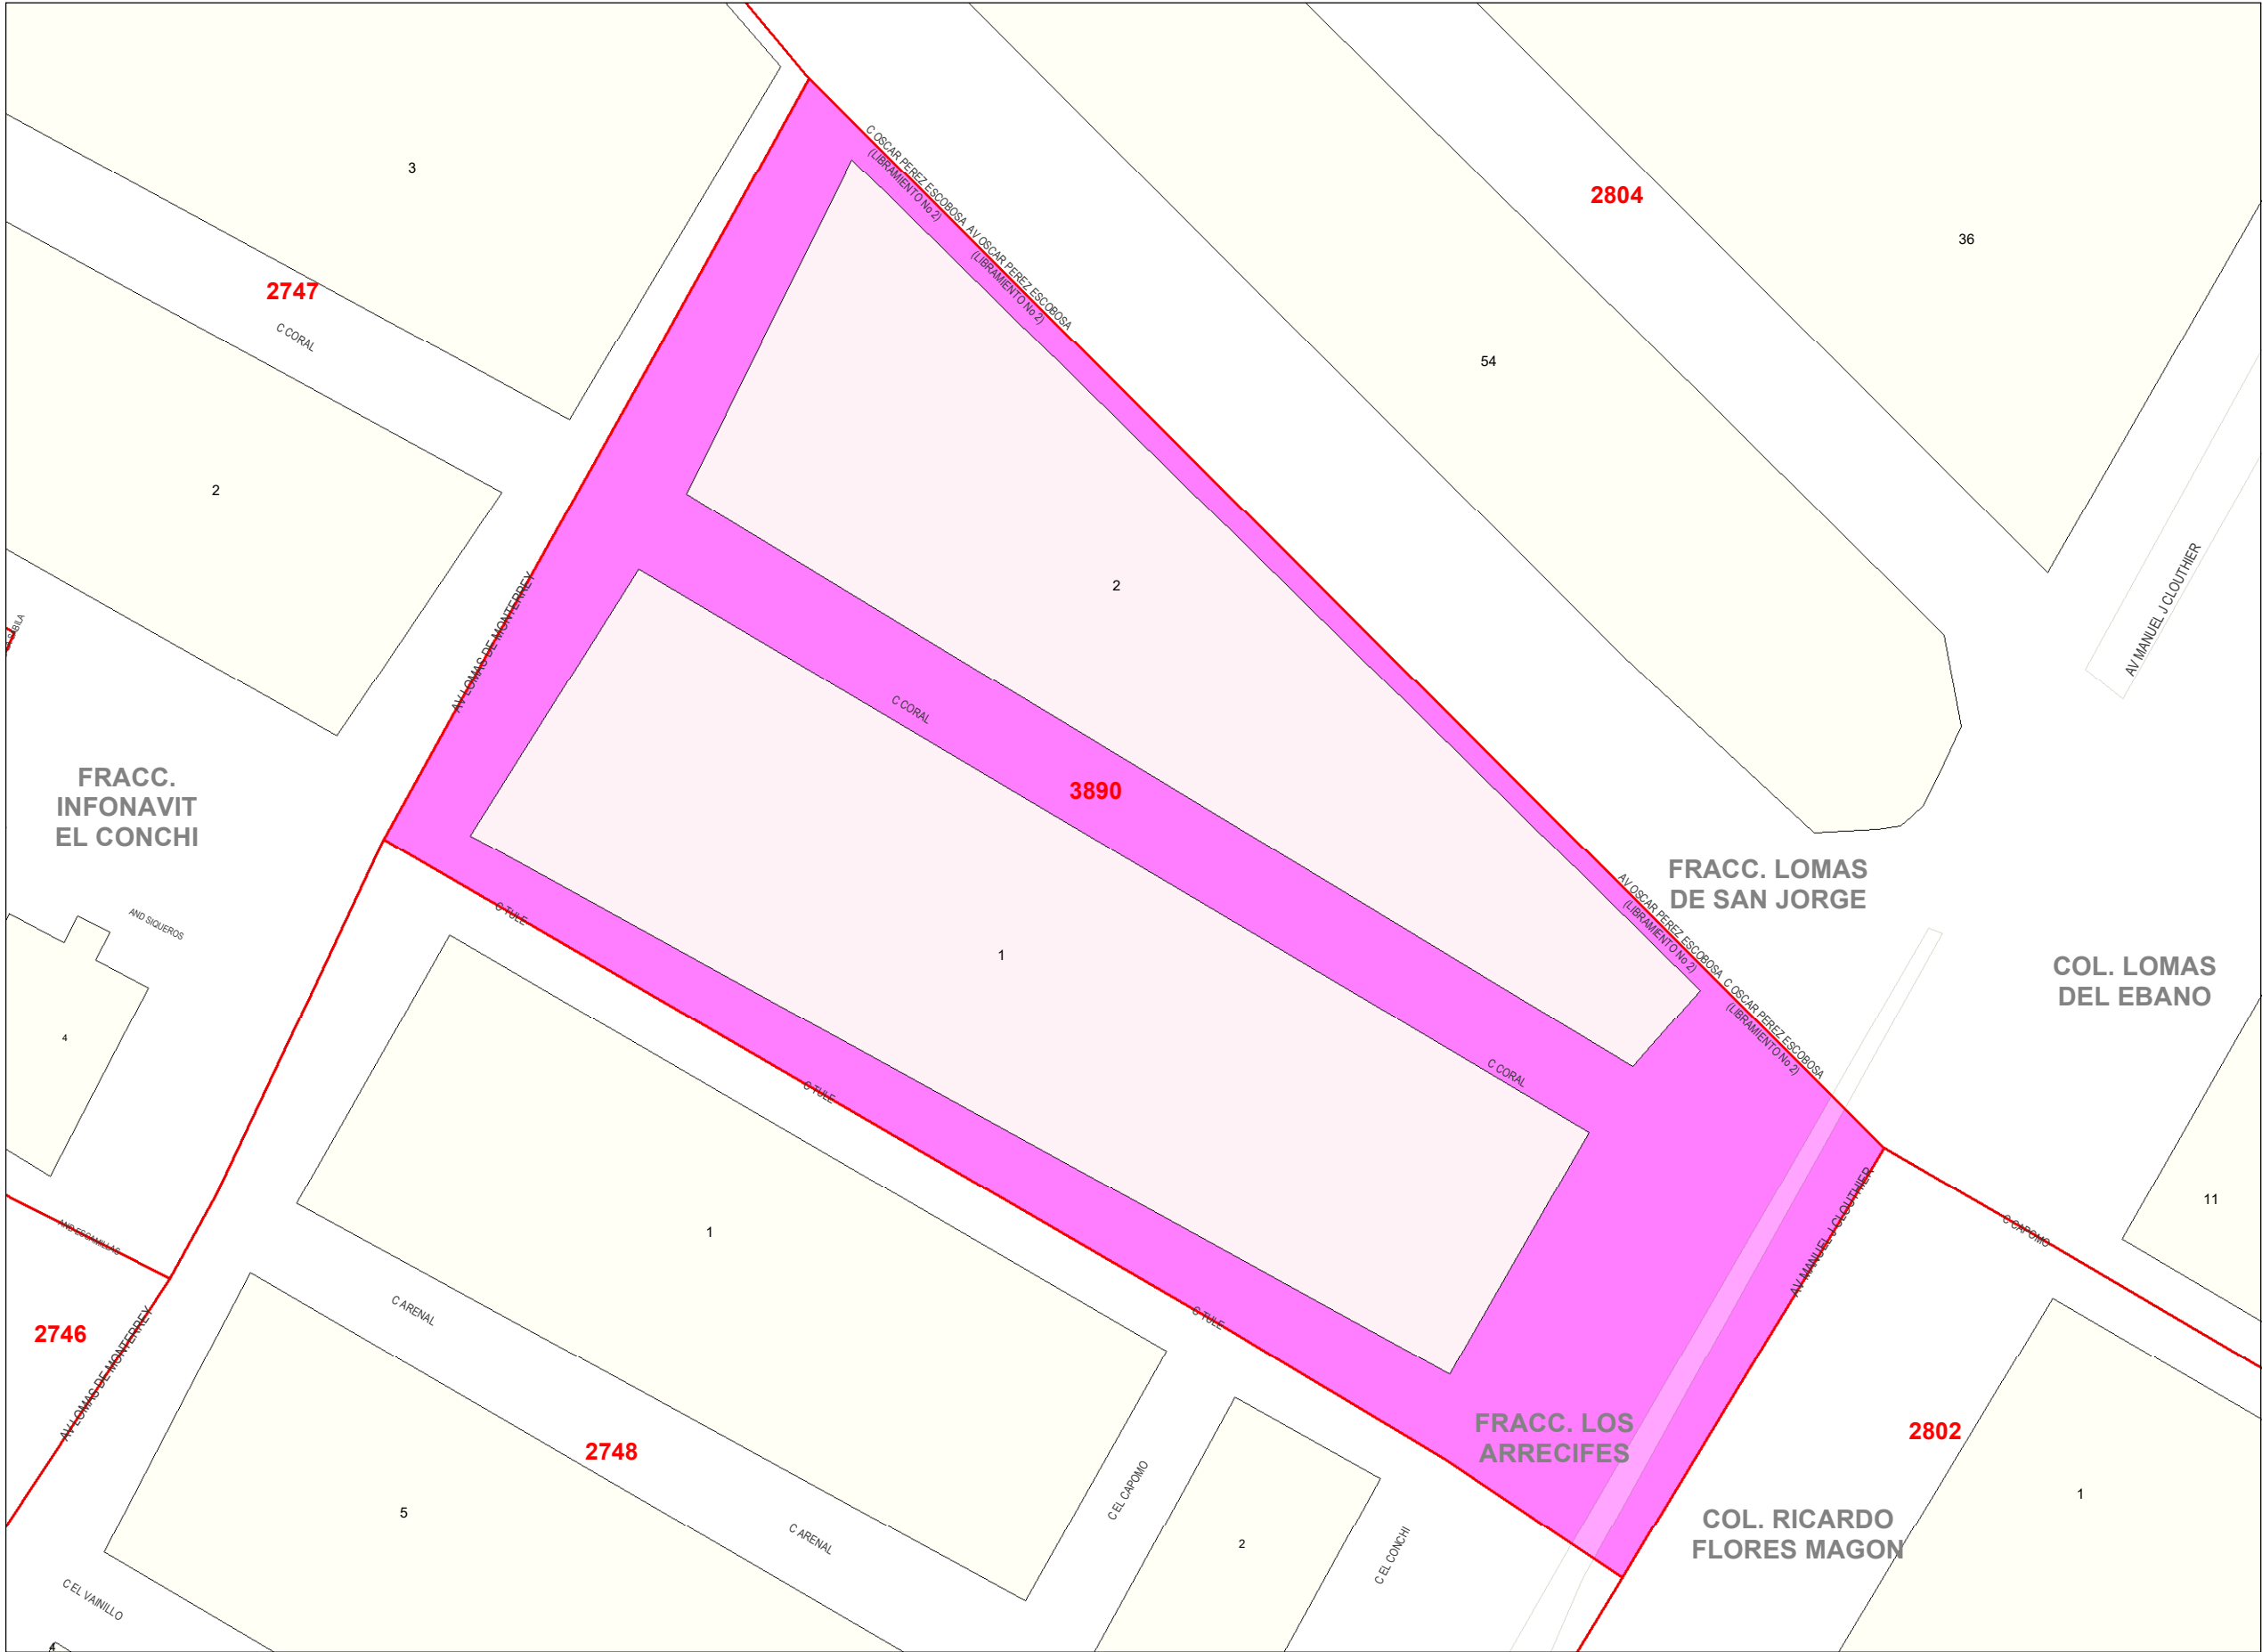 3
C OSCAR PEREZ ESCOBOSA
(LIBRAMIENTO No 2)
2804
36
AV OSCAR PEREZ ESCOBOSA
(LIBRAMIENTO No 2)
2747
C CORAL
54
2
2
AV MANUEL J CLOUTHIER
AV LOMAS DE MONTERREY
C CORAL
3890
FRACC.
INFONAVIT
EL CONCHI
FRACC. LOMAS
DE SAN JORGE
AV OSCAR PEREZ ESCOBOSA
(LIBRAMIENTO No 2)
C TULE
AND SIQUEROS
1
COL. LOMAS
DEL EBANO
C OSCAR PEREZ ESCOBOSA
(LIBRAMIENTO No 2)
4
C CORAL
C TULE
11
AV MANUEL J CLOUTHIER
C CAPOMO
AND ESCAMILLAS
1
C ARENAL
C TULE
2746
AV LOMAS DE MONTERREY
FRACC. LOS
ARRECIFES
2802
2748
C EL CAPOMO
1
5
COL. RICARDO
FLORES MAGON
C ARENAL
2
C EL CONCHI
C EL VAINILLO
4